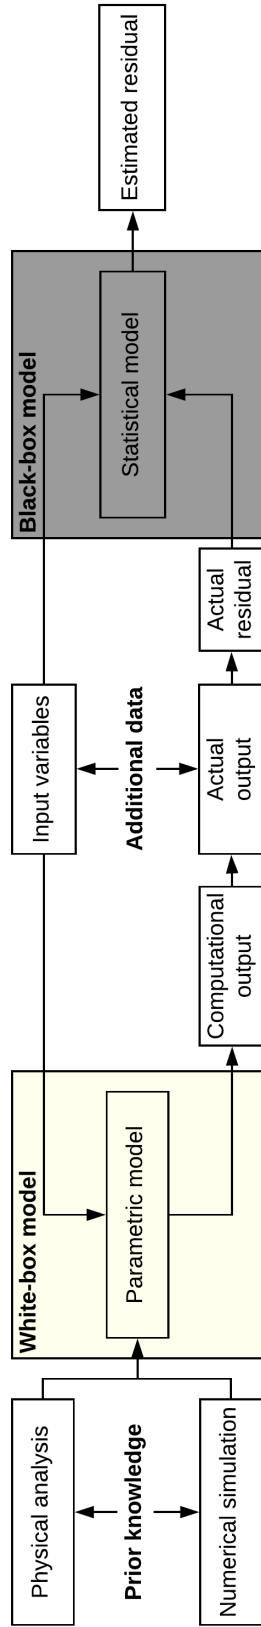 Physical analysis
Prior knowledge
Numerical simulation
White-box model
Parametric model
Computational
output
Input variables
Additional data
Actual
output
Actual
residual
Black-box model
Statistical model
Estimated residual